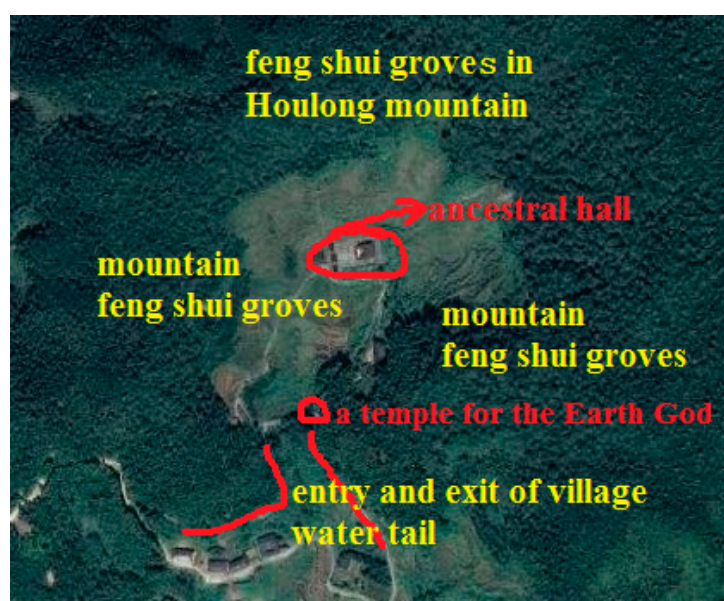 feng shui groves in
Houlong mountain
ancestral hall
mountain
feng shui groves
mountain
feng shui groves
a temple for the Earth God
entry and exit of village
water tail